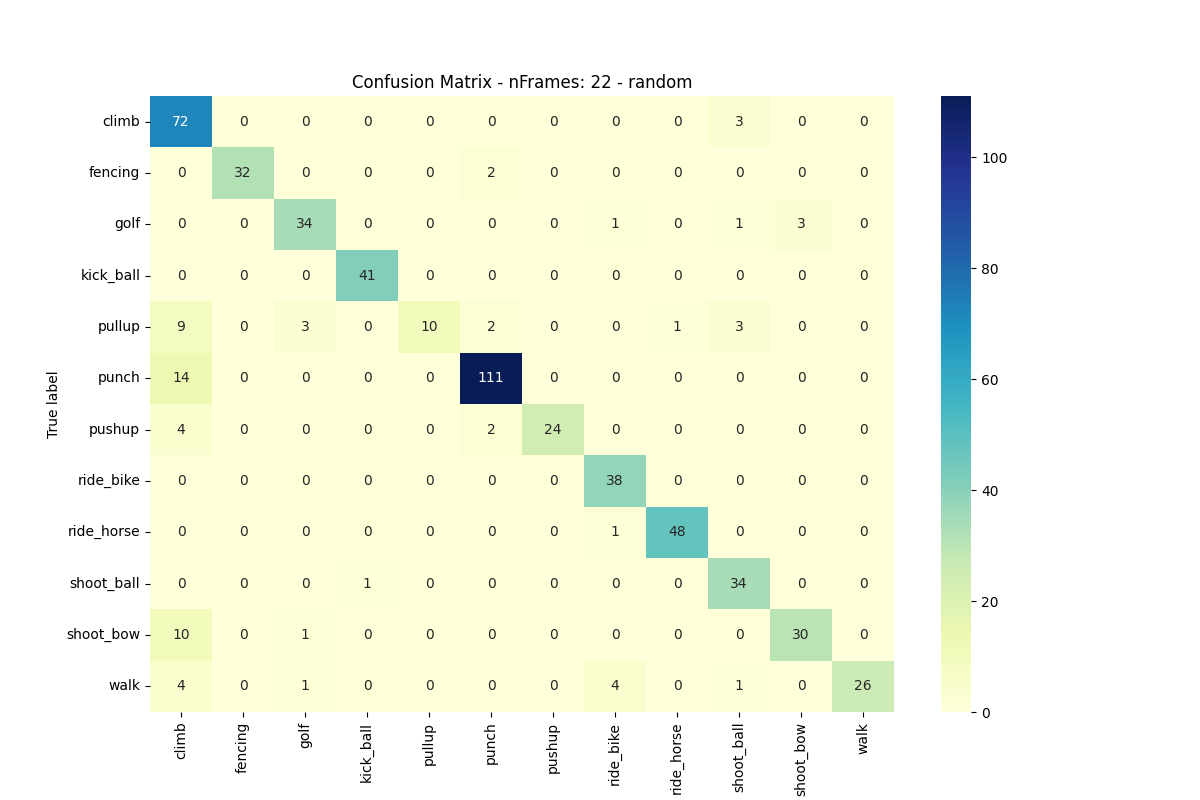 Confusion Matrix - nFrames: 22 - random
climb 72 0 0 0 0 0 0 0 0 3 0 0
fencing 0 32 0 0 0 2 0 0 0 0 0 0
golf 0 0 34 0 0 0 0 1 0 1 3 0
kick_ball 0 0 0 41 0 0 0 0 0 0 0 0
pullup 9 0 3 0 10 2 0 0 1 3 0 0
punch 14 0 0 0 0 111 0 0 0 0 0 0
pushup 4 0 0 0 0 2 24 0 0 0 0 0
ride_bike 0 0 0 0 0 0 0 38 0 0 0 0
ride_horse 0 0 0 0 0 0 0 1 48 0 0 0
shoot_ball 0 0 0 1 0 0 0 0 0 34 0 0
shoot_bow 10 0 1 0 0 0 0 0 0 0 30 0
walk 4 0 1 0 0 0 0 4 0 1 0 26
True label
climb fencing golf kick_ball pullup punch pushup ride_bike ride_horse shoot_ball shoot_bow walk
100
80
60
40
20
0